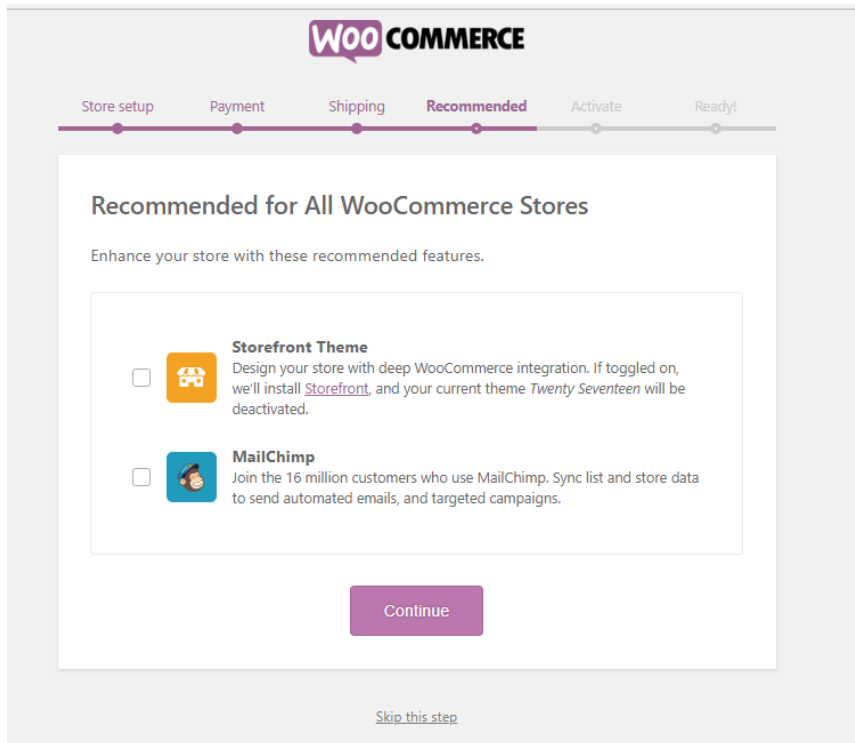 WOO COMMERCE
Store setup Payment Shipping Recommended Activate Ready!
Recommended for All WooCommerce Stores
Enhance your store with these recommended features.
Storefront Theme
Design your store with deep WooCommerce integration. If toggled on,
we'll install Storefront, and your current theme Twenty Seventeen will be
deactivated.
MailChimp
Join the 16 million customers who use MailChimp. Sync list and store data
to send automated emails, and targeted campaigns.
Continue
Skip this step